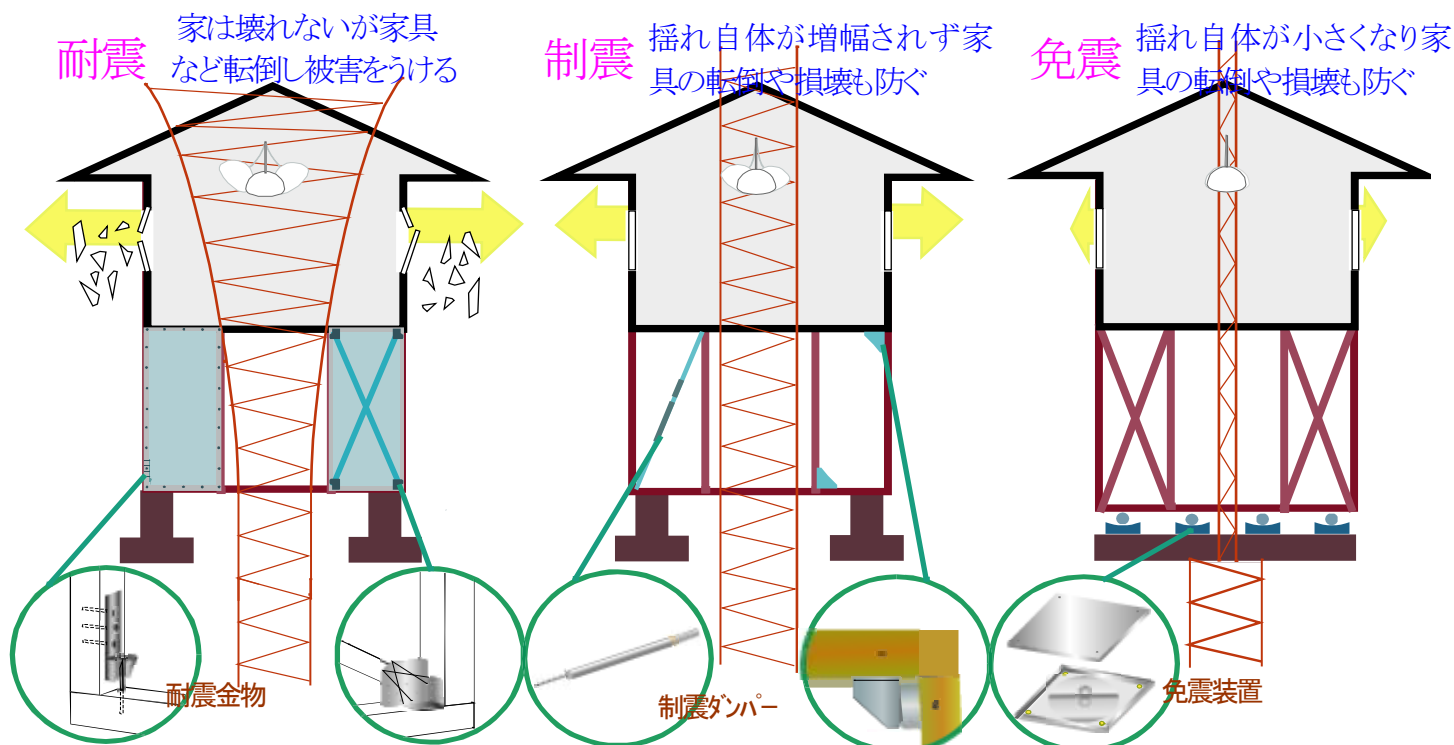 耐震
家は壊れないが家具
など転倒し被害をうける
制震
揺れ自体が増幅されず家
具の転倒や損壊も防ぐ
免震
揺れ自体が小さくなり家
具の転倒や損壊も防ぐ
耐震金物
制震ﾀﾞﾝﾊﾟｰ
免震装置